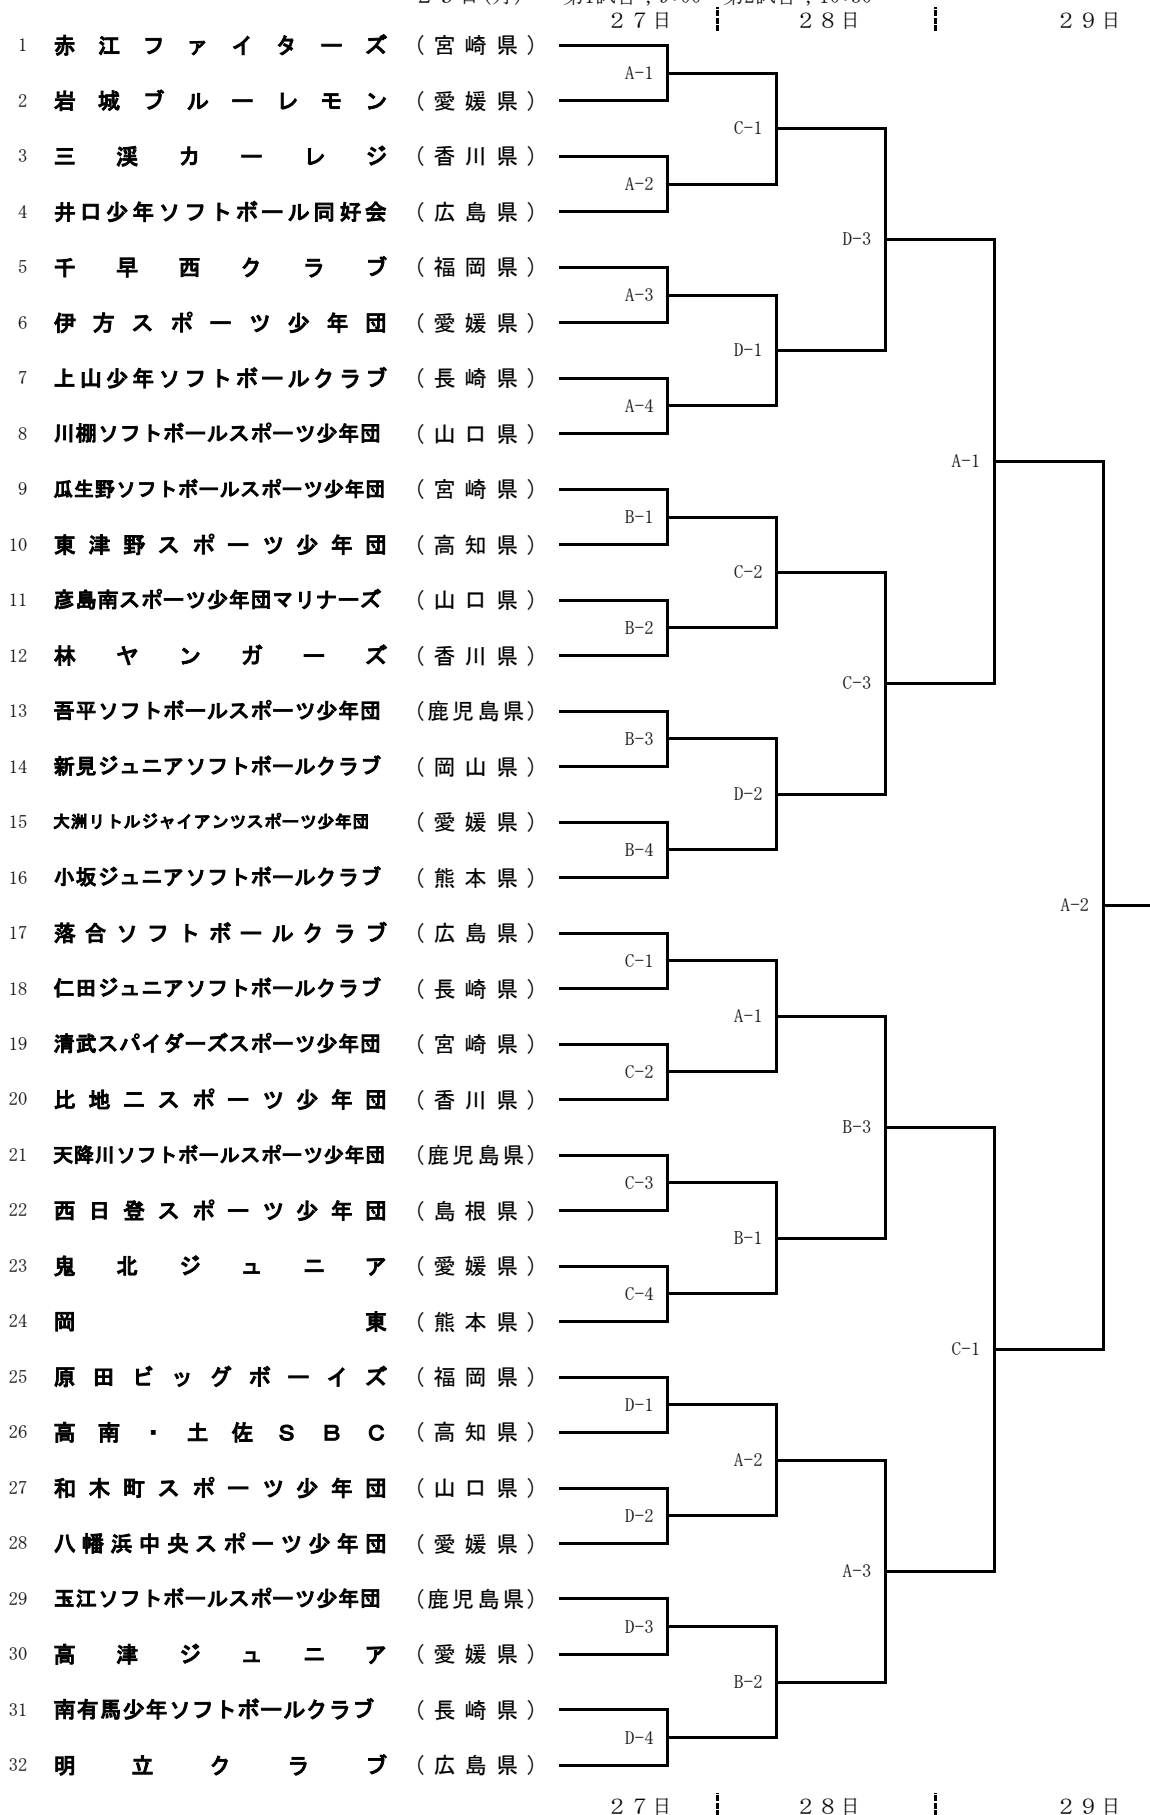 ２７日 ２８日 ２９日
1 赤江ファイターズ （宮崎県）
A-1
2 岩城ブルーレモン （愛媛県）
C-1
3 三渓カーレジ （香川県）
A-2
4 井口少年ソフトボール同好会 （広島県）
D-3
5 千早西クラブ （福岡県）
A-3
6 伊方スポーツ少年団 （愛媛県）
D-1
7 上山少年ソフトボールクラブ （長崎県）
A-4
8 川棚ソフトボールスポーツ少年団 （山口県）
A-1
9 瓜生野ソフトボールスポーツ少年団 （宮崎県）
B-1
10 東津野スポーツ少年団 （高知県）
C-2
11 彦島南スポーツ少年団マリナーズ （山口県）
B-2
12 林ヤンガーズ （香川県）
C-3
13 吾平ソフトボールスポーツ少年団 （鹿児島県）
B-3
14 新見ジュニアソフトボールクラブ （岡山県）
D-2
15 大洲リトルジャイアンツスポーツ少年団 （愛媛県）
B-4
16 小坂ジュニアソフトボールクラブ （熊本県）
A-2
17 落合ソフトボールクラブ （広島県）
C-1
18 仁田ジュニアソフトボールクラブ （長崎県）
A-1
19 清武スパイダーズスポーツ少年団 （宮崎県）
C-2
20 比地二スポーツ少年団 （香川県）
B-3
21 天降川ソフトボールスポーツ少年団 （鹿児島県）
C-3
22 西日登スポーツ少年団 （島根県）
B-1
23 鬼北ジュニア （愛媛県）
C-4
24 岡東 （熊本県）
C-1
25 原田ビッグボーイズ （福岡県）
D-1
26 高南・土佐ＳＢＣ （高知県）
A-2
27 和木町スポーツ少年団 （山口県）
D-2
28 八幡浜中央スポーツ少年団 （愛媛県）
A-3
29 玉江ソフトボールスポーツ少年団 （鹿児島県）
D-3
30 高津ジュニア （愛媛県）
B-2
31 南有馬少年ソフトボールクラブ （長崎県）
D-4
32 明立クラブ （広島県）
２７日 ２８日 ２９日